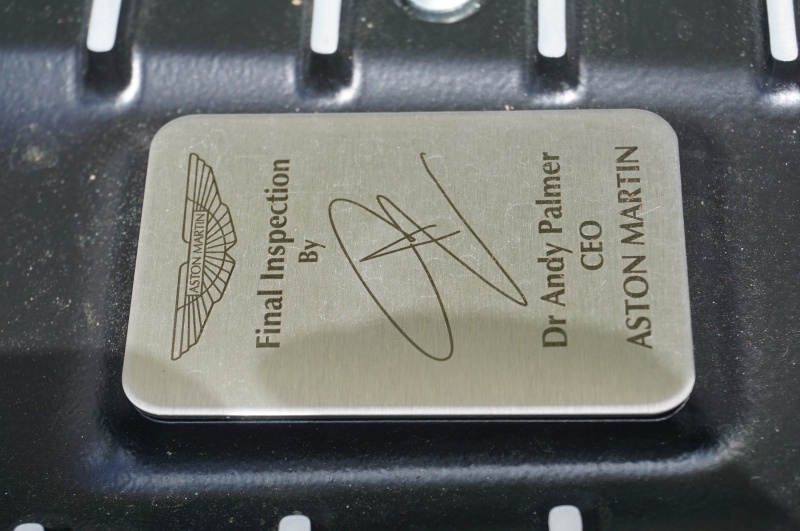 ASTON MARTIN
Final Inspection
By
Dr Andy Palmer
CEO
ASTON MARTIN